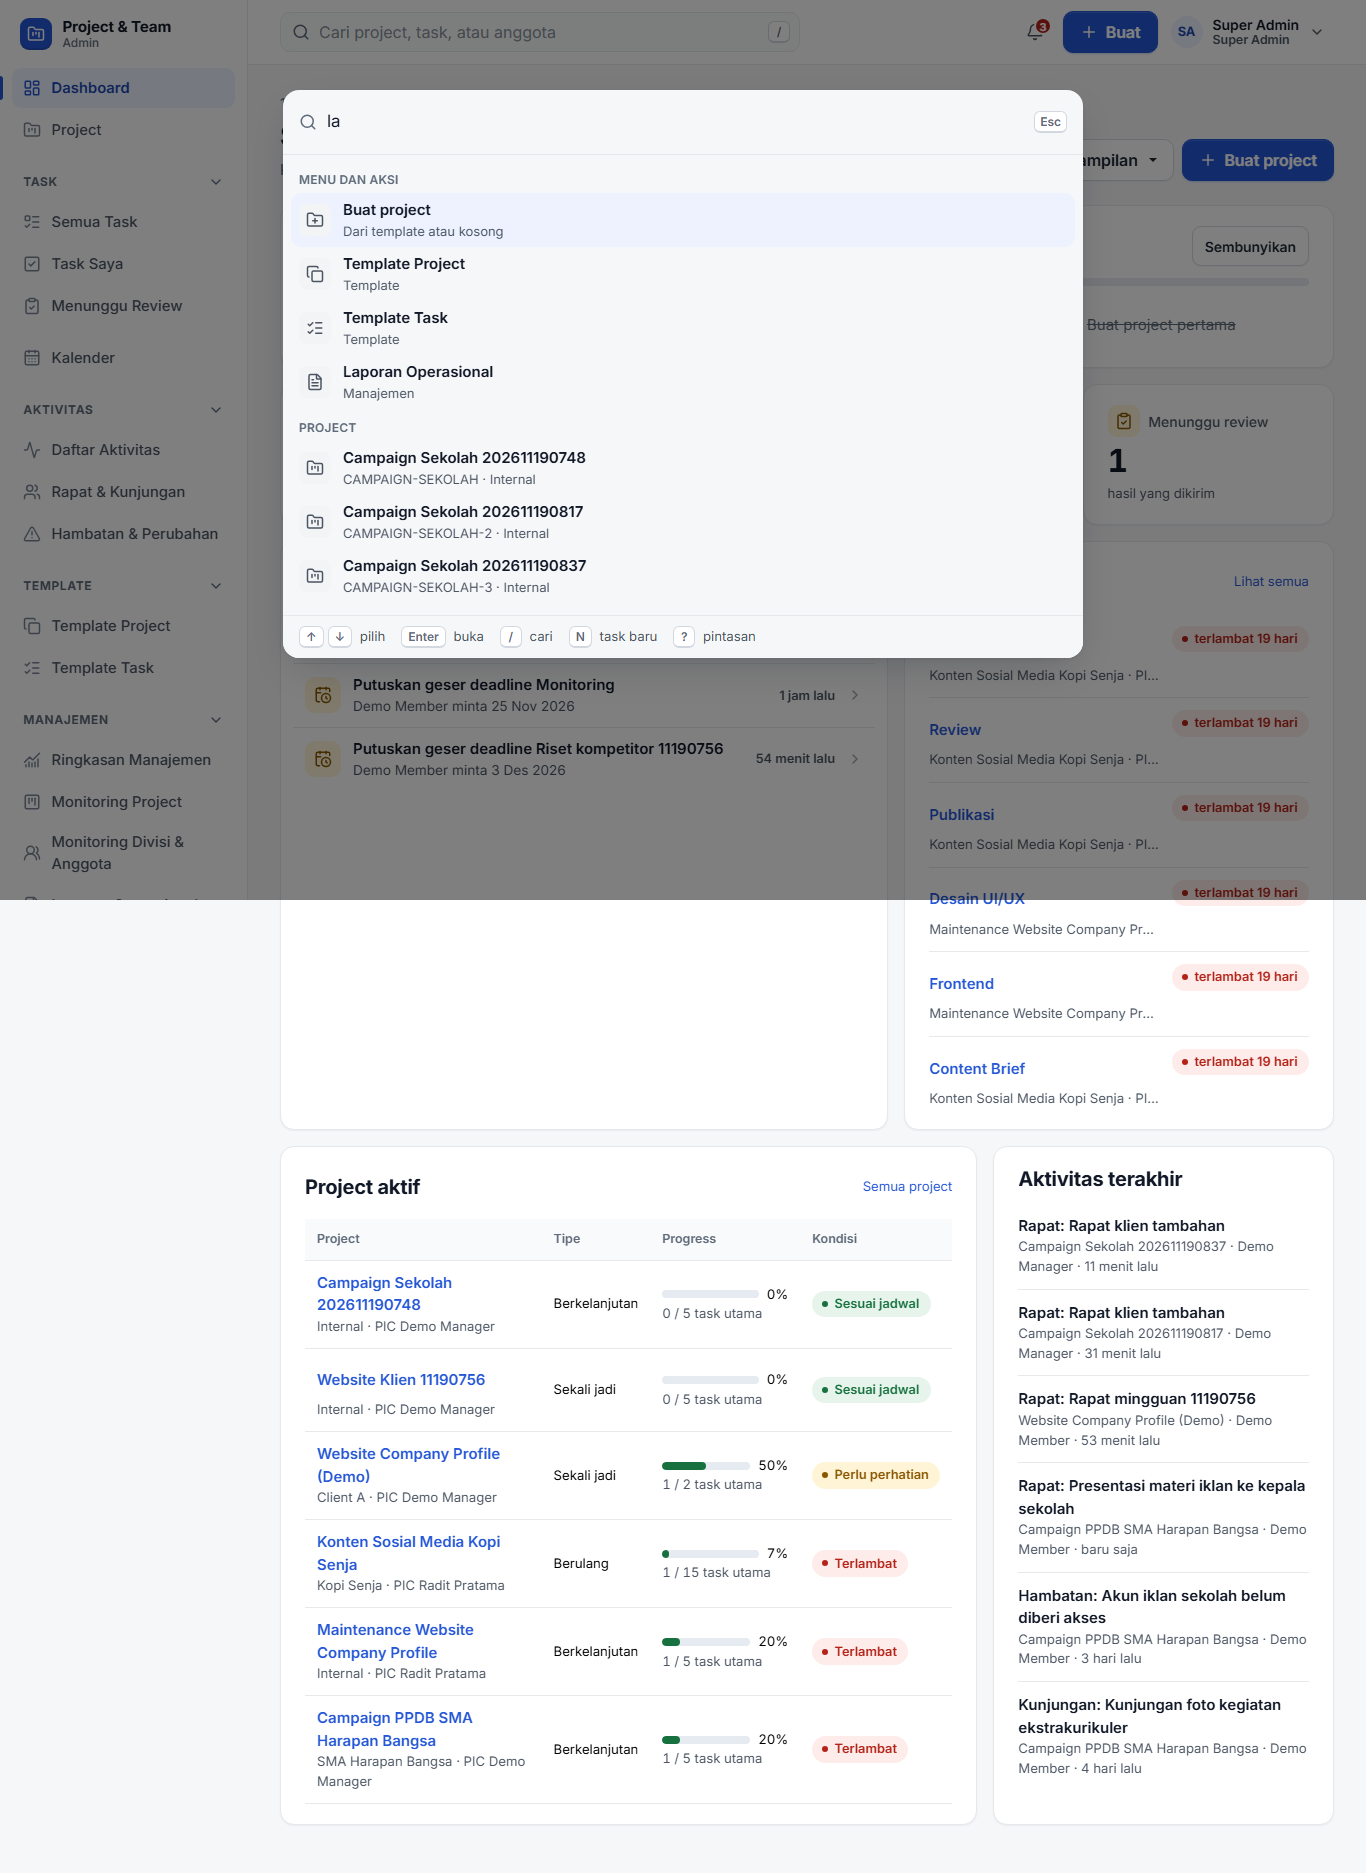 Project & Team
Admin
Dashboard
Project
TASK
Semua Task
Task Saya
Menunggu Review
Kalender
AKTIVITAS
Daftar Aktivitas
Rapat & Kunjungan
Hambatan & Perubahan
TEMPLATE
Template Project
Template Task
MANAJEMEN
Ringkasan Manajemen
Monitoring Project
Monitoring Divisi &
Anggota
Cari project, task, atau anggota
/
3
+ Buat
SA
Super Admin
Super Admin
la
Esc
MENU DAN AKSI
Buat project
Dari template atau kosong
Template Project
Template
Template Task
Template
Laporan Operasional
Manajemen
PROJECT
Campaign Sekolah 202611190748
CAMPAIGN-SEKOLAH · Internal
Campaign Sekolah 202611190817
CAMPAIGN-SEKOLAH-2 · Internal
Campaign Sekolah 202611190837
CAMPAIGN-SEKOLAH-3 · Internal
↑ ↓ pilih Enter buka / cari N task baru ? pintasan
ampilan
+ Buat project
Sembunyikan
Buat project pertama
Menunggu review
1
hasil yang dikirim
Putuskan geser deadline Monitoring
Demo Member minta 25 Nov 2026
1 jam lalu
Putuskan geser deadline Riset kompetitor 11190756
Demo Member minta 3 Des 2026
54 menit lalu
Lihat semua
terlambat 19 hari
Konten Sosial Media Kopi Senja · Pl...
Review
terlambat 19 hari
Konten Sosial Media Kopi Senja · Pl...
Publikasi
terlambat 19 hari
Konten Sosial Media Kopi Senja · Pl...
Desain UI/UX
terlambat 19 hari
Maintenance Website Company Pr...
Frontend
terlambat 19 hari
Maintenance Website Company Pr...
Content Brief
terlambat 19 hari
Konten Sosial Media Kopi Senja · Pl...
Project aktif
Semua project
Project Tipe Progress Kondisi
Campaign Sekolah
202611190748
Internal · PIC Demo Manager
Berkelanjutan
0%
0 / 5 task utama
Sesuai jadwal
Website Klien 11190756
Internal · PIC Demo Manager
Sekali jadi
0%
0 / 5 task utama
Sesuai jadwal
Website Company Profile
(Demo)
Client A · PIC Demo Manager
Sekali jadi
50%
1 / 2 task utama
Perlu perhatian
Konten Sosial Media Kopi
Senja
Kopi Senja · PIC Radit Pratama
Berulang
7%
1 / 15 task utama
Terlambat
Maintenance Website
Company Profile
Internal · PIC Radit Pratama
Berkelanjutan
20%
1 / 5 task utama
Terlambat
Campaign PPDB SMA
Harapan Bangsa
SMA Harapan Bangsa · PIC Demo
Manager
Berkelanjutan
20%
1 / 5 task utama
Terlambat
Aktivitas terakhir
Rapat: Rapat klien tambahan
Campaign Sekolah 202611190837 · Demo
Manager · 11 menit lalu
Rapat: Rapat klien tambahan
Campaign Sekolah 202611190817 · Demo
Manager · 31 menit lalu
Rapat: Rapat mingguan 11190756
Website Company Profile (Demo) · Demo
Member · 53 menit lalu
Rapat: Presentasi materi iklan ke kepala
sekolah
Campaign PPDB SMA Harapan Bangsa · Demo
Member · baru saja
Hambatan: Akun iklan sekolah belum
diberi akses
Campaign PPDB SMA Harapan Bangsa · Demo
Member · 3 hari lalu
Kunjungan: Kunjungan foto kegiatan
ekstrakurikuler
Campaign PPDB SMA Harapan Bangsa · Demo
Member · 4 hari lalu